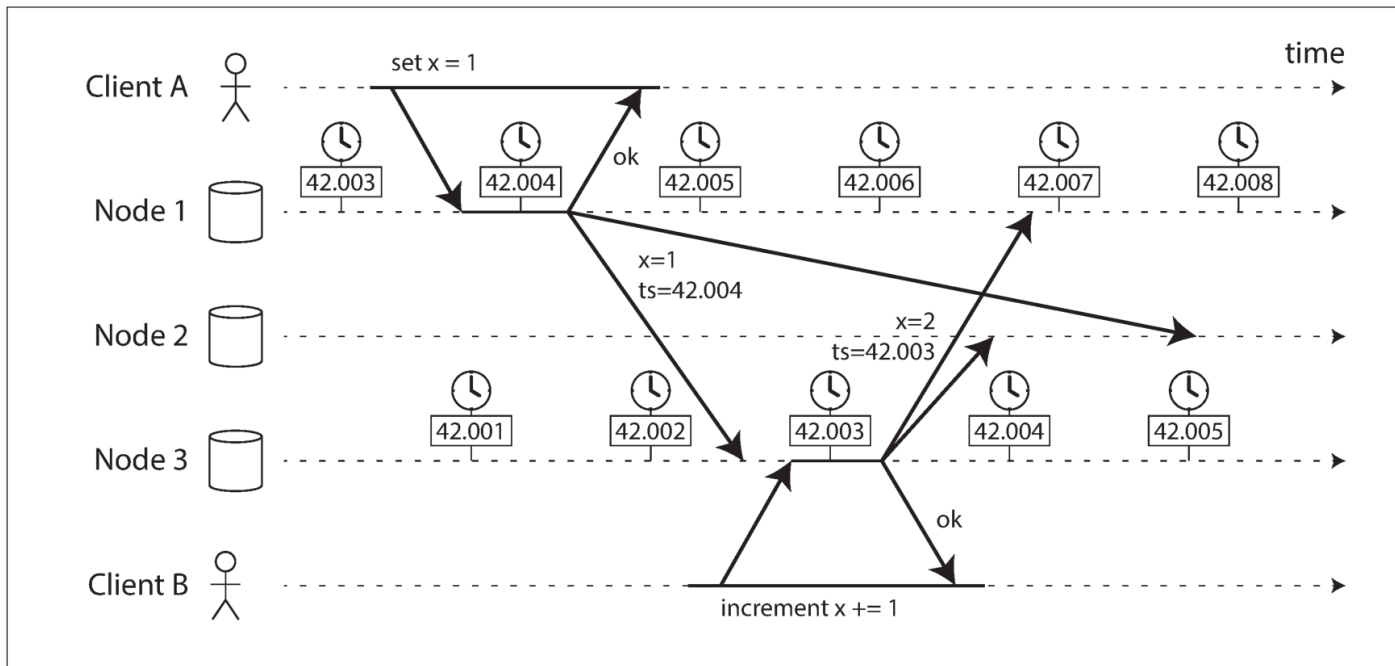 time
set x = 1
Client A
ok
42.003 42.004 42.005 42.006 42.007 42.008
Node 1
x=1
ts=42.004
x=2
Node 2
ts=42.003
42.001 42.002 42.003 42.004 42.005
Node 3
ok
Client B
increment x += 1